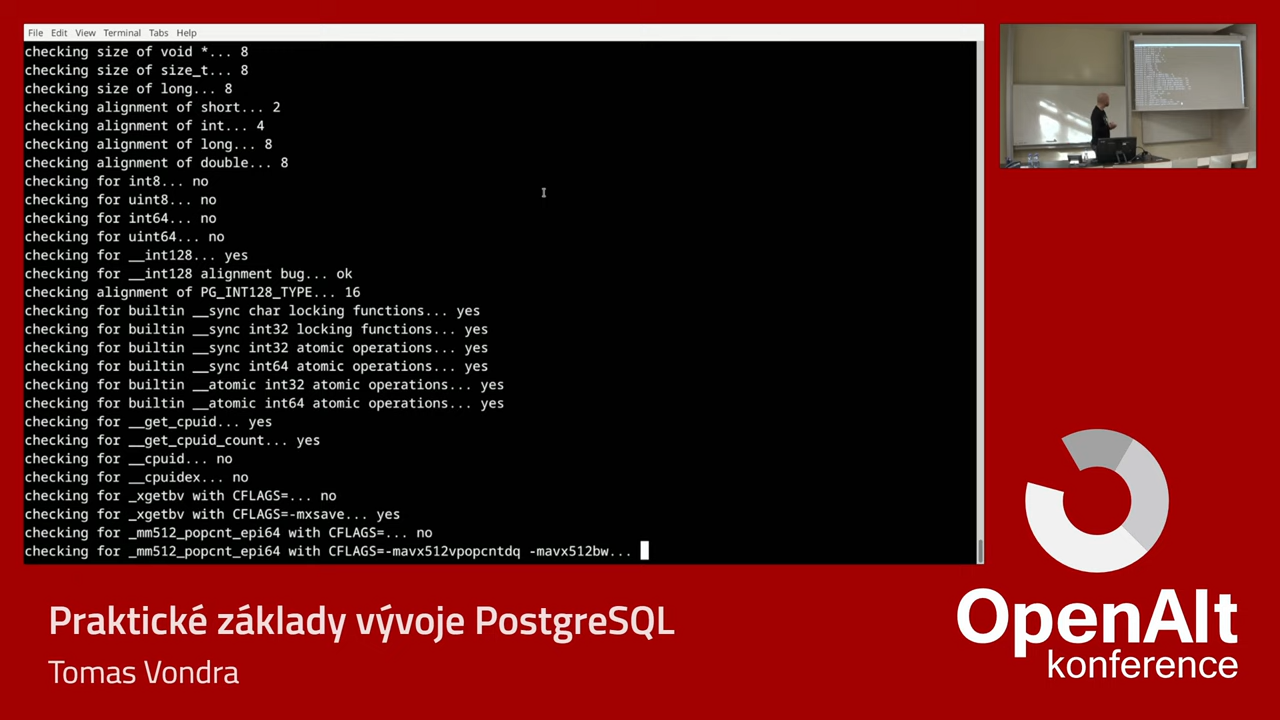 File Edit View Terminal Tabs Help
checking size of void *... 8
checking size of size_t... 8
checking size of long... 8
checking alignment of short... 2
checking alignment of int... 4
checking alignment of long... 8
checking alignment of double... 8
checking for int8... no
checking for uint8... no
checking for int64... no
checking for uint64... no
checking for __int128... yes
checking for __int128 alignment bug... ok
checking alignment of PG_INT128_TYPE... 16
checking for builtin __sync char locking functions... yes
checking for builtin __sync int32 locking functions... yes
checking for builtin __sync int32 atomic operations... yes
checking for builtin __sync int64 atomic operations... yes
checking for builtin __atomic int32 atomic operations... yes
checking for builtin __atomic int64 atomic operations... yes
checking for __get_cpuid... yes
checking for __get_cpuid_count... yes
checking for __cpuid... no
checking for __cpuidex... no
checking for _xgetbv with CFLAGS=... no
checking for _xgetbv with CFLAGS=-mxsave... yes
checking for _mm512_popcnt_epi64 with CFLAGS=... no
checking for _mm512_popcnt_epi64 with CFLAGS=-mavx512vpopcntdq -mavx512bw...
Praktické základy vývoje PostgreSQL
Tomas Vondra
OpenAlt
konference